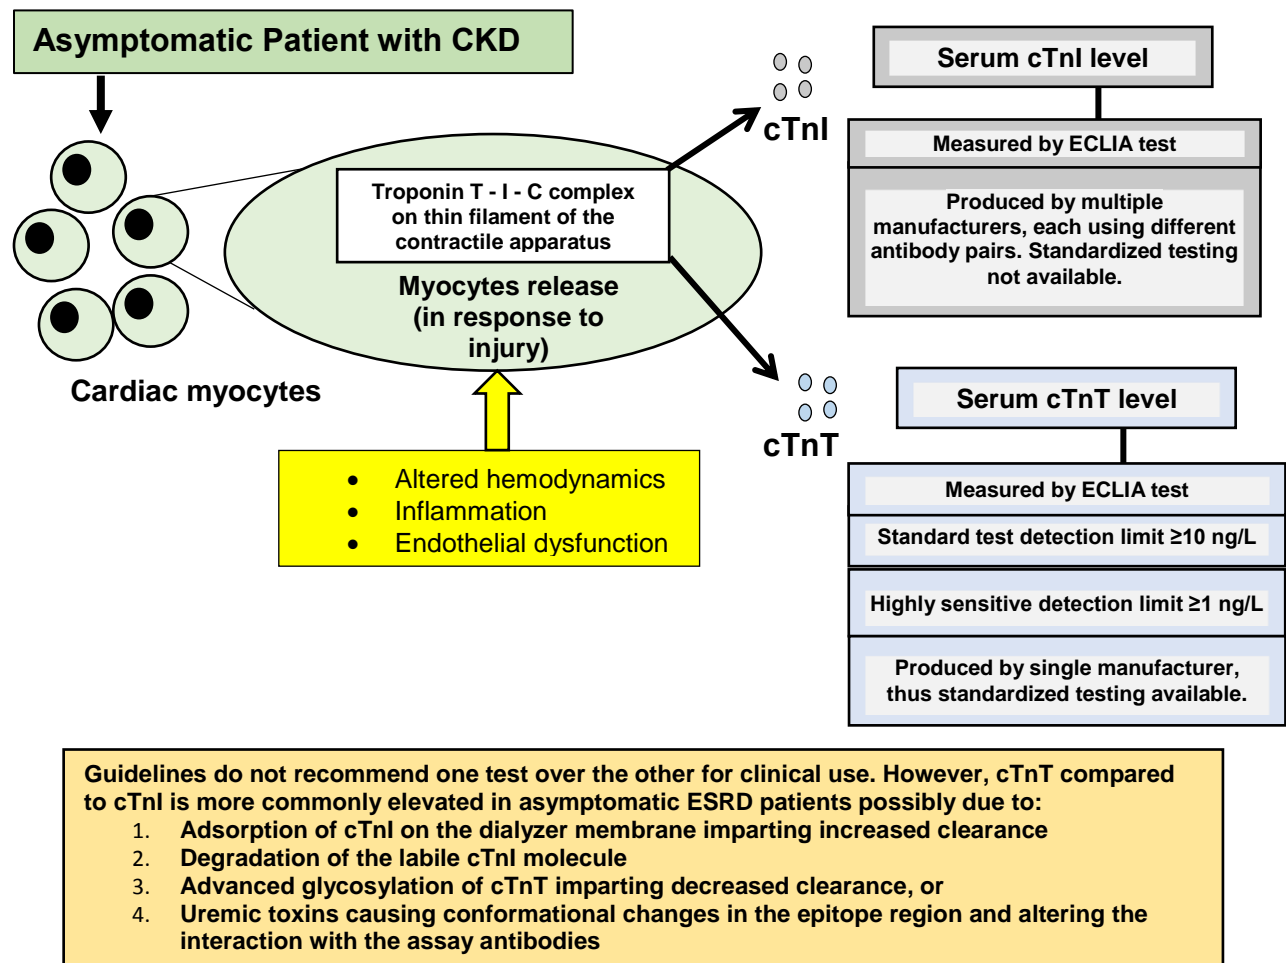 Asymptomatic Patient with CKD
Cardiac myocytes
Troponin T - I - C complex
on thin filament of the
contractile apparatus
Myocytes release
(in response to
injury)
● Altered hemodynamics
● Inflammation
● Endothelial dysfunction
cTnI
Serum cTnI level
Measured by ECLIA test
Produced by multiple
manufacturers, each using different
antibody pairs. Standardized testing
not available.
cTnT
Serum cTnT level
Measured by ECLIA test
Standard test detection limit ≥10 ng/L
Highly sensitive detection limit ≥1 ng/L
Produced by single manufacturer,
thus standardized testing available.
Guidelines do not recommend one test over the other for clinical use. However, cTnT compared
to cTnI is more commonly elevated in asymptomatic ESRD patients possibly due to:
1. Adsorption of cTnI on the dialyzer membrane imparting increased clearance
2. Degradation of the labile cTnI molecule
3. Advanced glycosylation of cTnT imparting decreased clearance, or
4. Uremic toxins causing conformational changes in the epitope region and altering the
interaction with the assay antibodies